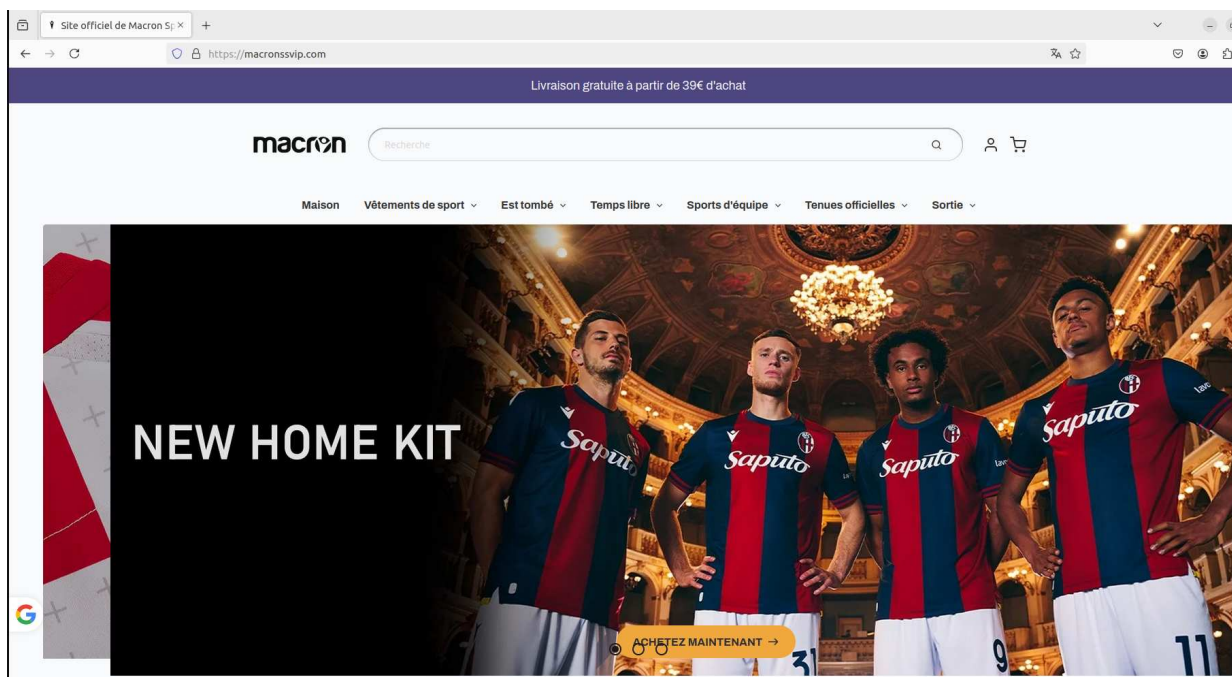 Site officiel de Macron Sp
https://macronssvip.com
Livraison gratuite à partir de 39€ d'achat
macron
Recherche
Maison Vêtements de sport Est tombé Temps libre Sports d'équipe Tenues officielles Sortie
NEW HOME KIT
Saputo Saputo Saputo Saputo
ACHETEZ MAINTENANT →
31 9 11